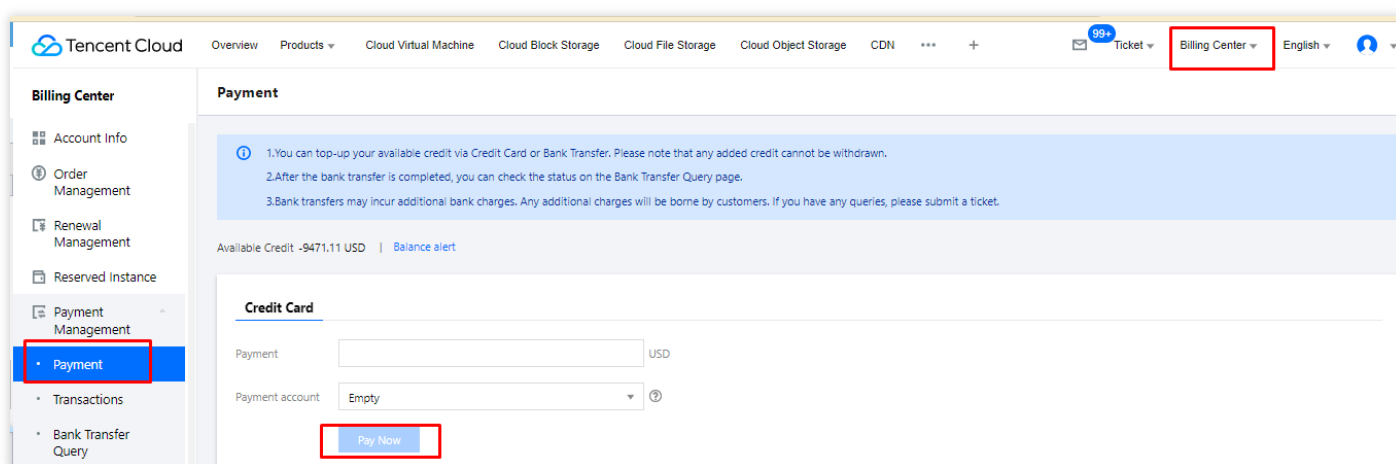 Tencent Cloud Overview Products Cloud Virtual Machine Cloud Block Storage Cloud File Storage Cloud Object Storage CDN ••• + 99+ Ticket Billing Center English
Billing Center
Account Info
Order
Management
Renewal
Management
Reserved Instance
Payment
Management
Payment
Transactions
Bank Transfer
Query
Payment
1.You can top-up your available credit via Credit Card or Bank Transfer. Please note that any added credit cannot be withdrawn.
2.After the bank transfer is completed, you can check the status on the Bank Transfer Query page.
3.Bank transfers may incur additional bank charges. Any additional charges will be borne by customers. If you have any queries, please submit a ticket.
Available Credit -9471.11 USD | Balance alert
Credit Card
Payment USD
Payment account Empty
Pay Now